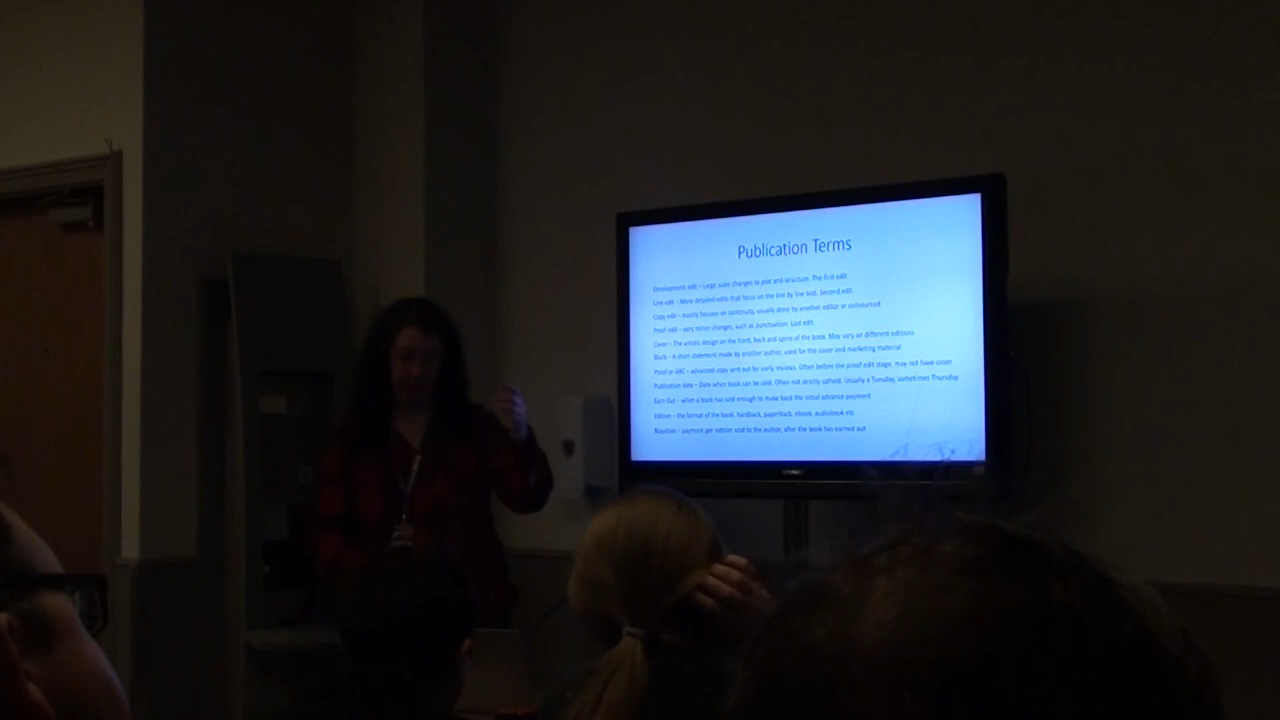 Publication Terms
Development edit – Large scale changes to plot and structure. The first edit
Line edit – More detailed edits that focus on the line by line text. Second edit
Copy edit – mostly focuses on continuity, usually done by another editor or outsourced
Proof edit – very minor changes, such as punctuation. Last edit.
Cover – The artistic design on the front, back and spine of the book. May vary on different editions
Blurb – A short statement made by another author, used for the cover and marketing material
Proof or ARC – advanced copy sent out for early reviews. Often before the proof edit stage, may not have cover
Publication date – Date when book can be sold. Often not strictly upheld. Usually a Tuesday, sometimes Thursday
Earn Out – when a book has sold enough to make back the initial advance payment
Edition – the format of the book, hardback, paperback, ebook, audiobook etc
Royalties – payment per edition sold to the author, after the book has earned out